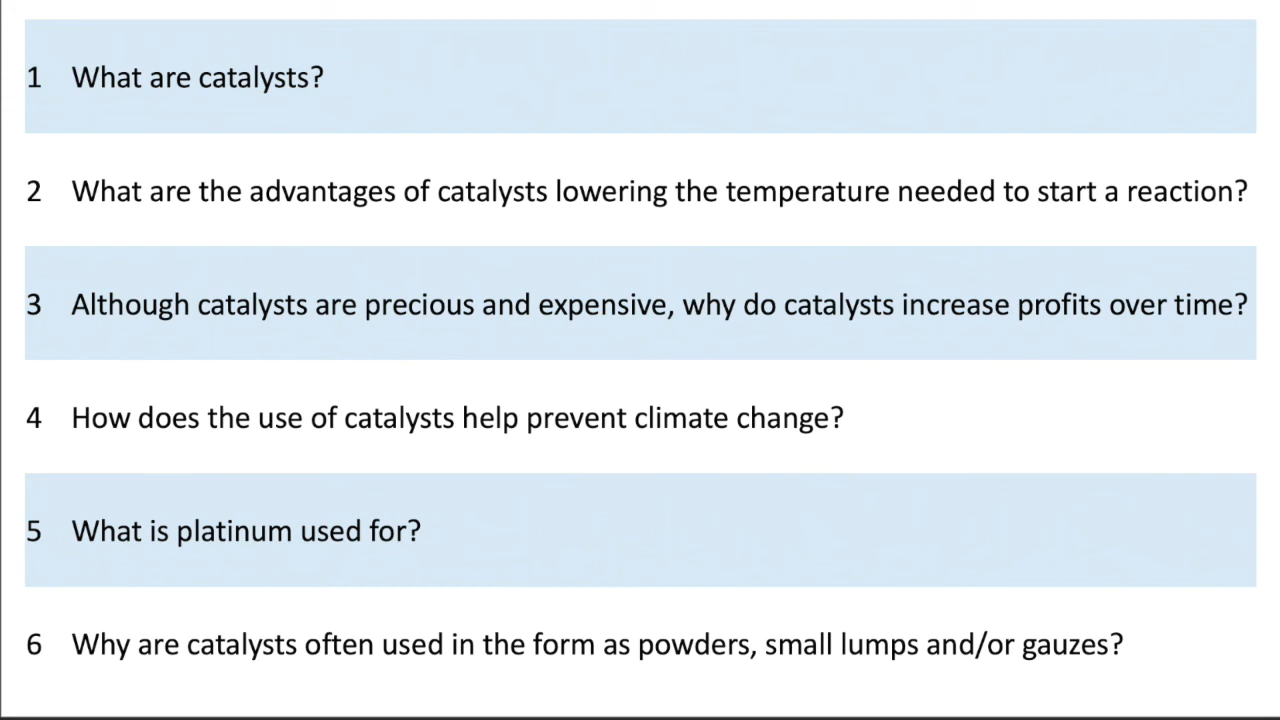 1 What are catalysts?
2 What are the advantages of catalysts lowering the temperature needed to start a reaction?
3 Although catalysts are precious and expensive, why do catalysts increase profits over time?
4 How does the use of catalysts help prevent climate change?
5 What is platinum used for?
6 Why are catalysts often used in the form as powders, small lumps and/or gauzes?